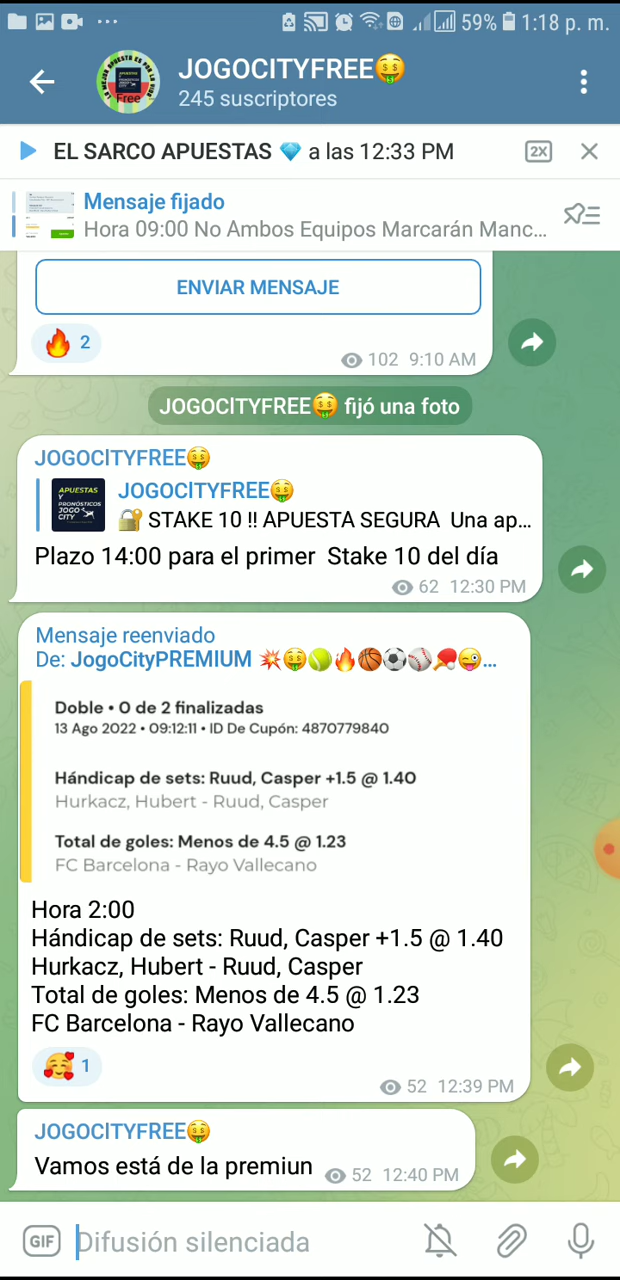 59% 1:18 p. m.
JOGOCITYFREE🤑
245 suscriptores
EL SARCO APUESTAS 💎 a las 12:33 PM
2X
Mensaje fijado
Hora 09:00 No Ambos Equipos Marcarán Manc...
ENVIAR MENSAJE
🔥 2
102 9:10 AM
JOGOCITYFREE🤑 fijó una foto
JOGOCITYFREE🤑
APUESTAS
Y
PRONÓSTICOS
JOGO
CITY
JOGOCITYFREE🤑
🔐 STAKE 10 !! APUESTA SEGURA Una ap...
Plazo 14:00 para el primer Stake 10 del día
62 12:30 PM
Mensaje reenviado
De: JogoCityPREMIUM 💥🤑🎾🔥🏀⚽⚾🏓😜...
Doble • 0 de 2 finalizadas
13 Ago 2022 • 09:12:11 • ID De Cupón: 4870779840
Hándicap de sets: Ruud, Casper +1.5 @ 1.40
Hurkacz, Hubert - Ruud, Casper
Total de goles: Menos de 4.5 @ 1.23
FC Barcelona - Rayo Vallecano
Hora 2:00
Hándicap de sets: Ruud, Casper +1.5 @ 1.40
Hurkacz, Hubert - Ruud, Casper
Total de goles: Menos de 4.5 @ 1.23
FC Barcelona - Rayo Vallecano
🥰 1
52 12:39 PM
JOGOCITYFREE🤑
Vamos está de la premiun
52 12:40 PM
GIF
Difusión silenciada